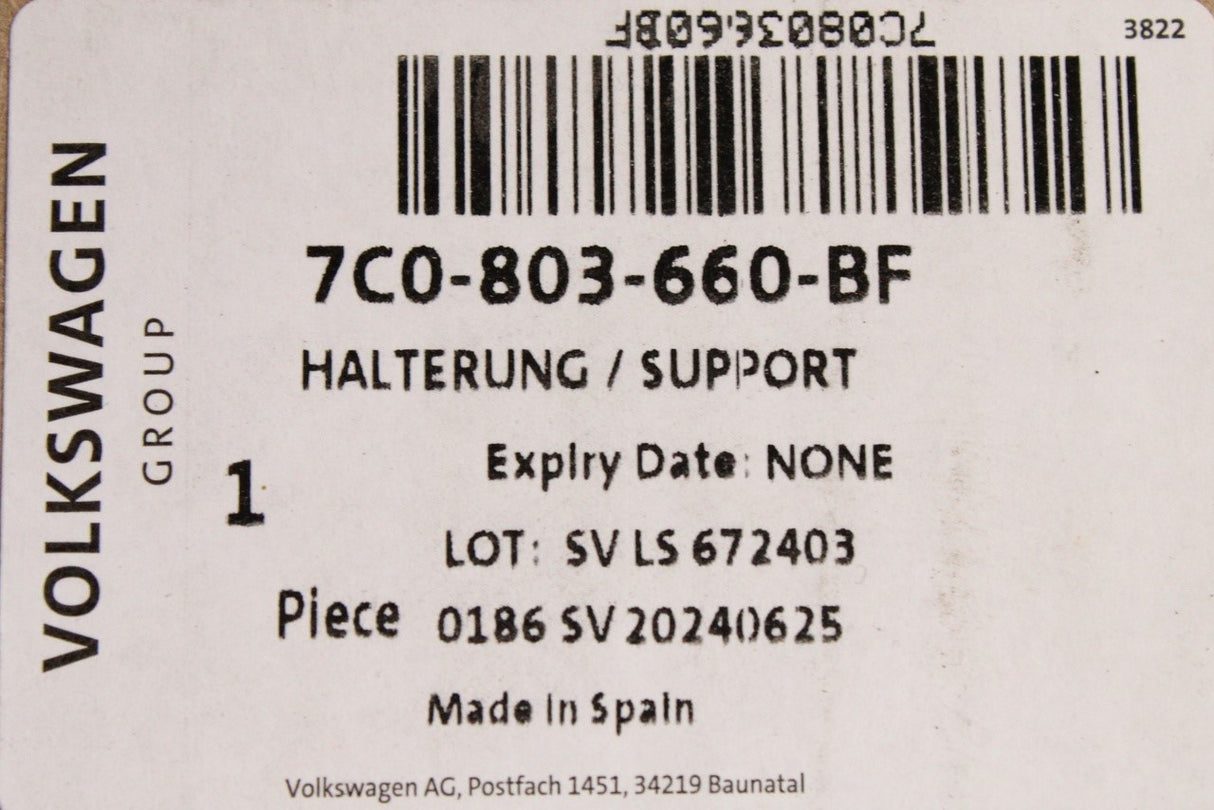 7C0803660BF
3822
VOLKSWAGEN
GROUP
7C0-803-660-BF
HALTERUNG / SUPPORT
Expiry Date: NONE
1
LOT: SV LS 672403
Piece 0186 SV 20240625
Made In Spain
Volkswagen AG, Postfach 1451, 34219 Baunatal